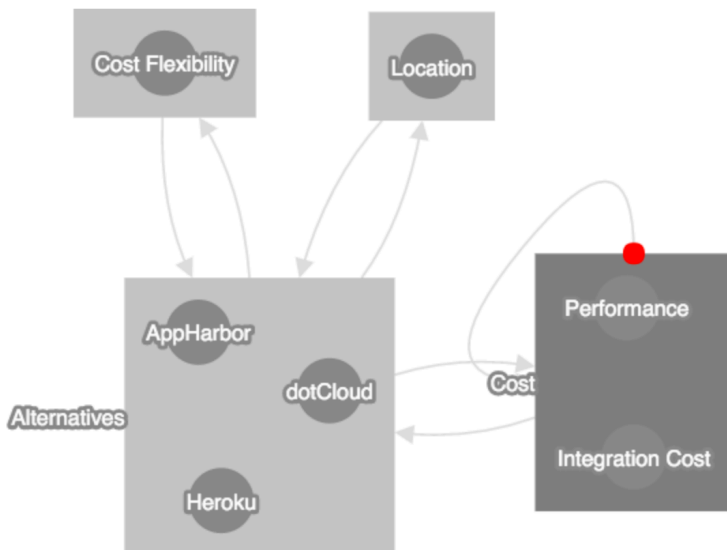 Cost Flexibility
Location
Performance
AppHarbor
dotCloud
Cost
Alternatives
Integration Cost
Heroku